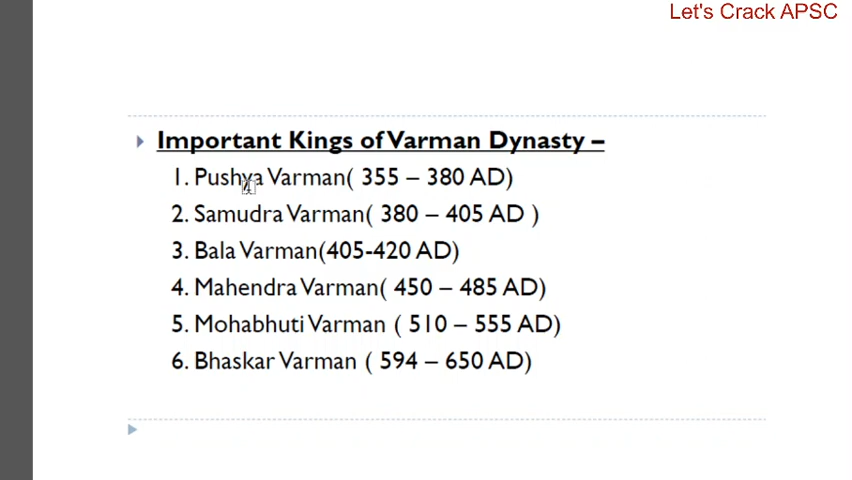 Let's Crack APSC
Important Kings of Varman Dynasty –
1. Pushya Varman( 355 – 380 AD)
2. Samudra Varman( 380 – 405 AD )
3. Bala Varman(405-420 AD)
4. Mahendra Varman( 450 – 485 AD)
5. Mohabhuti Varman ( 510 – 555 AD)
6. Bhaskar Varman ( 594 – 650 AD)